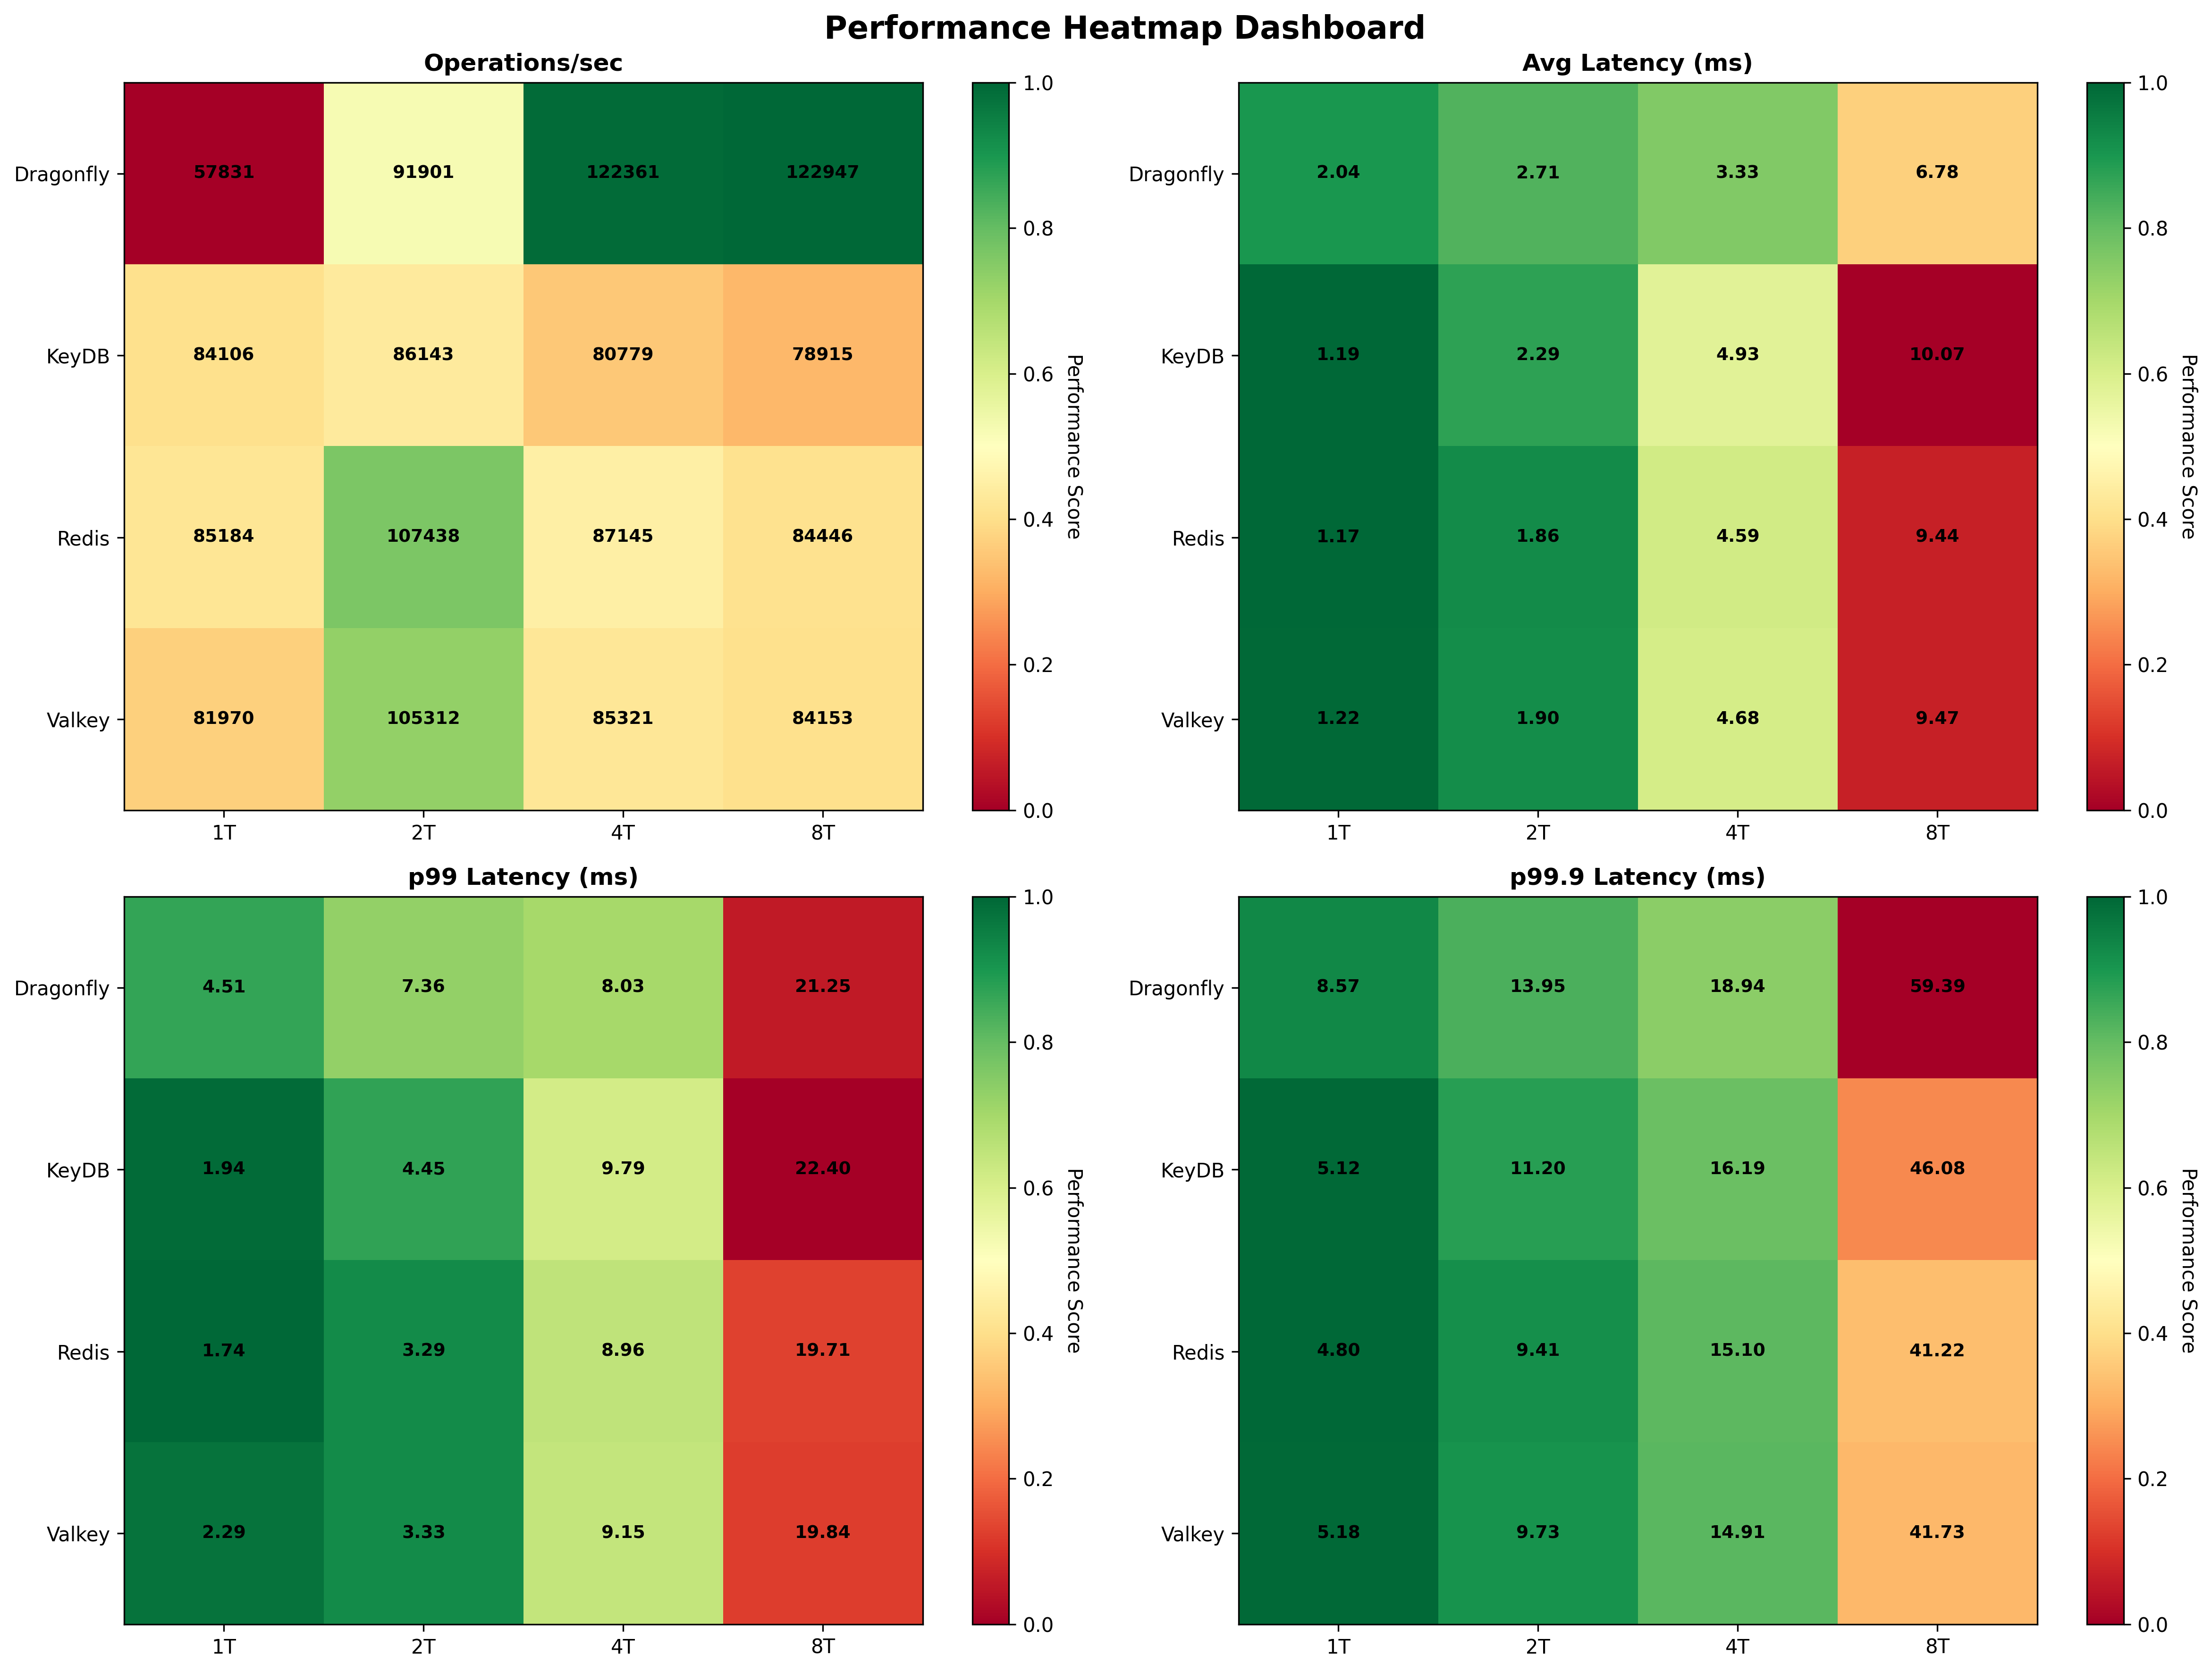 Performance Heatmap Dashboard
Operations/sec
Dragonfly 57831 91901 122361 122947
KeyDB 84106 86143 80779 78915
Redis 85184 107438 87145 84446
Valkey 81970 105312 85321 84153
1T 2T 4T 8T
1.0
0.8
0.6
0.4
0.2
0.0
Performance Score
Avg Latency (ms)
Dragonfly 2.04 2.71 3.33 6.78
KeyDB 1.19 2.29 4.93 10.07
Redis 1.17 1.86 4.59 9.44
Valkey 1.22 1.90 4.68 9.47
1T 2T 4T 8T
1.0
0.8
0.6
0.4
0.2
0.0
Performance Score
p99 Latency (ms)
Dragonfly 4.51 7.36 8.03 21.25
KeyDB 1.94 4.45 9.79 22.40
Redis 1.74 3.29 8.96 19.71
Valkey 2.29 3.33 9.15 19.84
1T 2T 4T 8T
1.0
0.8
0.6
0.4
0.2
0.0
Performance Score
p99.9 Latency (ms)
Dragonfly 8.57 13.95 18.94 59.39
KeyDB 5.12 11.20 16.19 46.08
Redis 4.80 9.41 15.10 41.22
Valkey 5.18 9.73 14.91 41.73
1T 2T 4T 8T
1.0
0.8
0.6
0.4
0.2
0.0
Performance Score